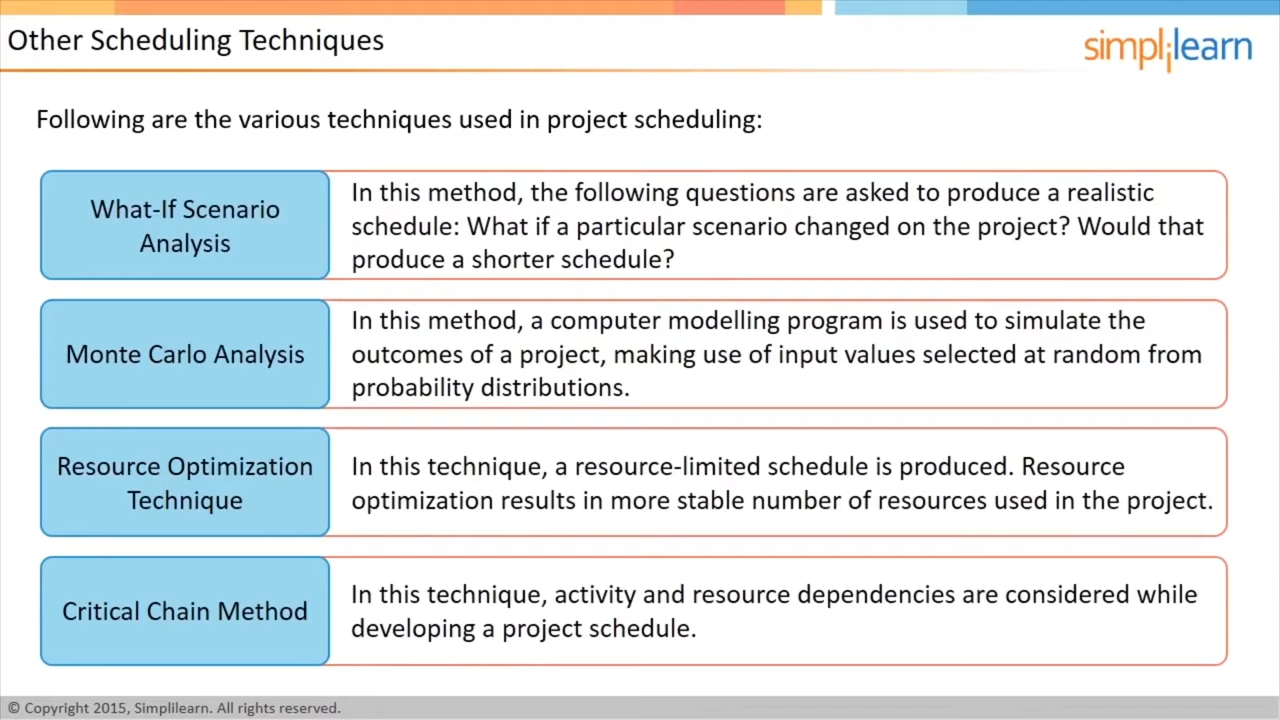 Other Scheduling Techniques
simplilearn
Following are the various techniques used in project scheduling:
What-If Scenario
Analysis
In this method, the following questions are asked to produce a realistic
schedule: What if a particular scenario changed on the project? Would that
produce a shorter schedule?
Monte Carlo Analysis
In this method, a computer modelling program is used to simulate the
outcomes of a project, making use of input values selected at random from
probability distributions.
Resource Optimization
Technique
In this technique, a resource-limited schedule is produced. Resource
optimization results in more stable number of resources used in the project.
Critical Chain Method
In this technique, activity and resource dependencies are considered while
developing a project schedule.
© Copyright 2015, Simplilearn. All rights reserved.